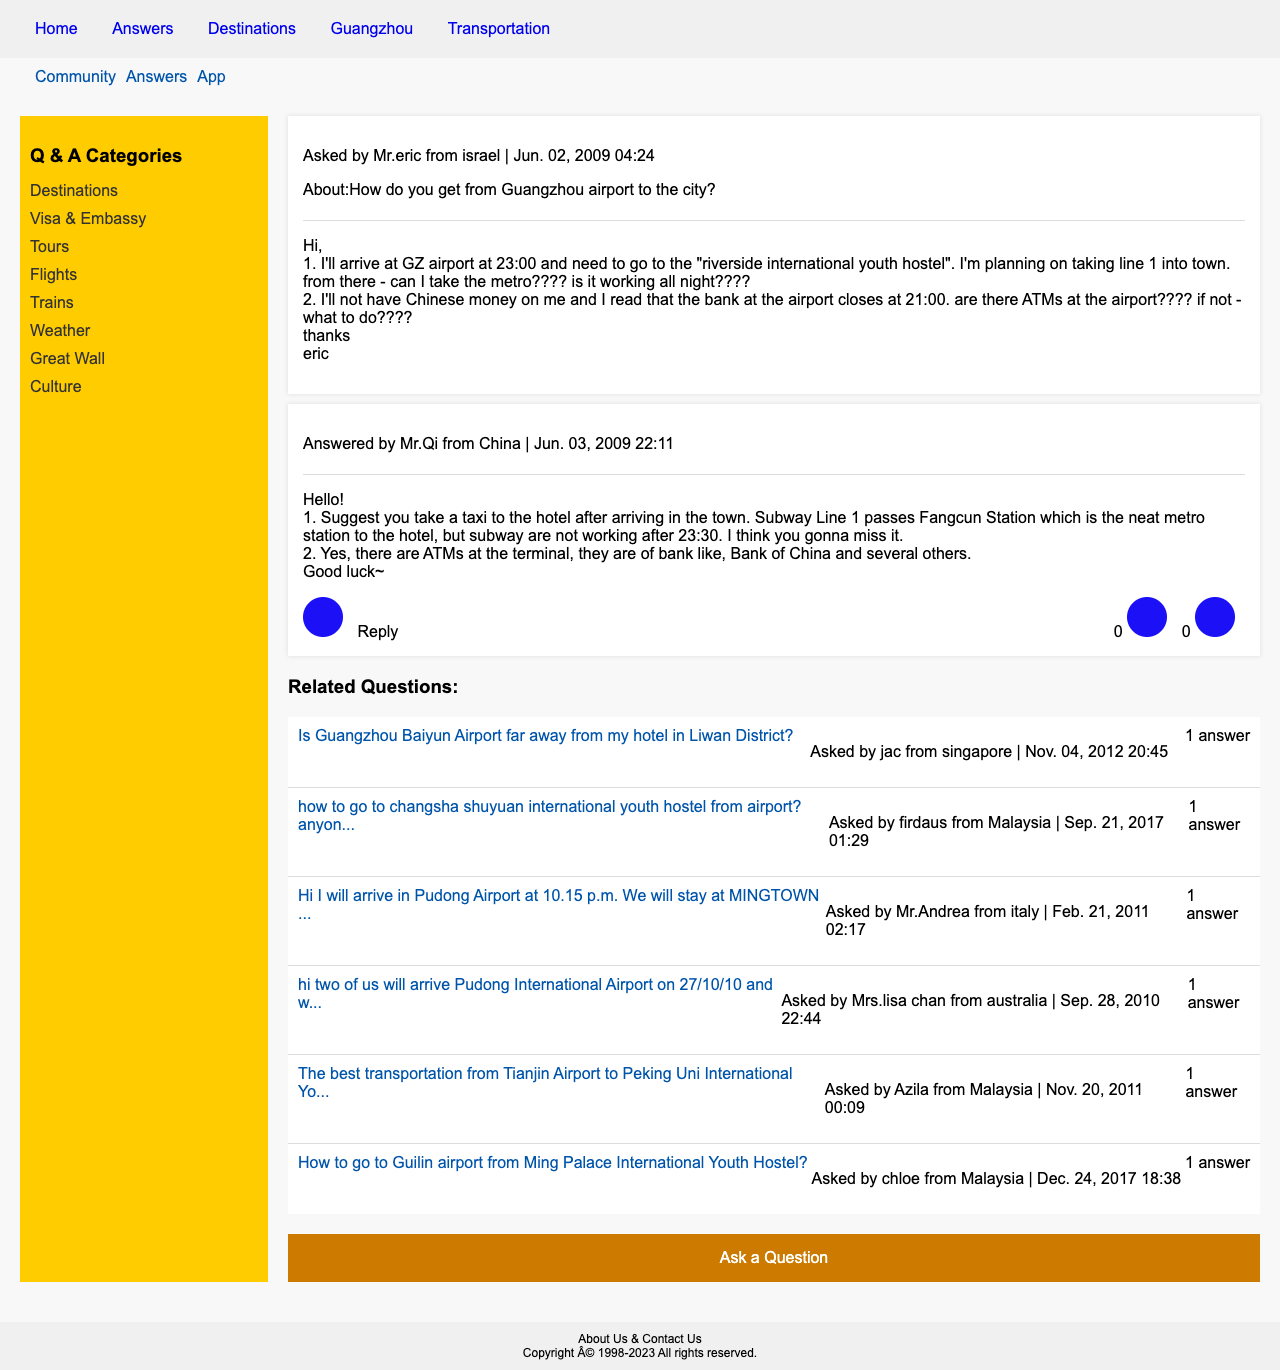 Home Answers Destinations Guangzhou Transportation
Community Answers App
Q & A Categories
Destinations
Visa & Embassy
Tours
Flights
Trains
Weather
Great Wall
Culture
Asked by Mr.eric from israel | Jun. 02, 2009 04:24
About:How do you get from Guangzhou airport to the city?
Hi,
1. I'll arrive at GZ airport at 23:00 and need to go to the "riverside international youth hostel". I'm planning on taking line 1 into town.
from there - can I take the metro???? is it working all night????
2. I'll not have Chinese money on me and I read that the bank at the airport closes at 21:00. are there ATMs at the airport???? if not -
what to do????
thanks
eric
Answered by Mr.Qi from China | Jun. 03, 2009 22:11
Hello!
1. Suggest you take a taxi to the hotel after arriving in the town. Subway Line 1 passes Fangcun Station which is the neat metro
station to the hotel, but subway are not working after 23:30. I think you gonna miss it.
2. Yes, there are ATMs at the terminal, they are of bank like, Bank of China and several others.
Good luck~
Reply 0 0
Related Questions:
Is Guangzhou Baiyun Airport far away from my hotel in Liwan District?
Asked by jac from singapore | Nov. 04, 2012 20:45
1 answer
how to go to changsha shuyuan international youth hostel from airport?
anyon...
Asked by firdaus from Malaysia | Sep. 21, 2017
01:29
1
answer
Hi I will arrive in Pudong Airport at 10.15 p.m. We will stay at MINGTOWN
...
Asked by Mr.Andrea from italy | Feb. 21, 2011
02:17
1
answer
hi two of us will arrive Pudong International Airport on 27/10/10 and
w...
Asked by Mrs.lisa chan from australia | Sep. 28, 2010
22:44
1
answer
The best transportation from Tianjin Airport to Peking Uni International
Yo...
Asked by Azila from Malaysia | Nov. 20, 2011
00:09
1
answer
How to go to Guilin airport from Ming Palace International Youth Hostel?
Asked by chloe from Malaysia | Dec. 24, 2017 18:38
1 answer
Ask a Question
About Us & Contact Us
Copyright Â© 1998-2023 All rights reserved.